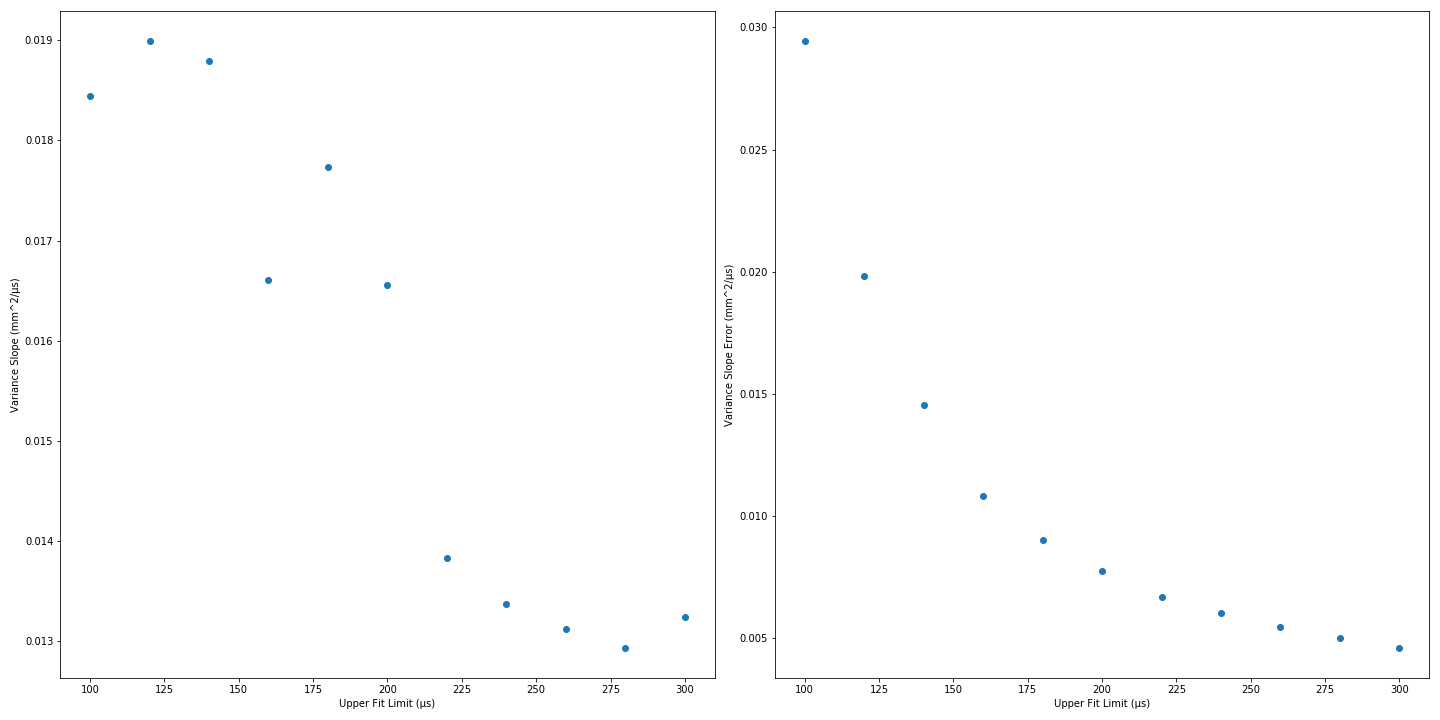 0.019
0.018
0.017
0.016
0.015
0.014
0.013
Variance Slope (mm^2/μs)
100 125 150 175 200 225 250 275 300
Upper Fit Limit (μs)
0.030
0.025
0.020
0.015
0.010
0.005
Variance Slope Error (mm^2/μs)
100 125 150 175 200 225 250 275 300
Upper Fit Limit (μs)